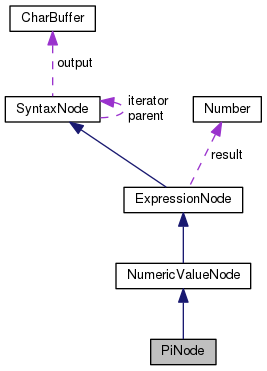 CharBuffer
output
SyntaxNode
iterator
parent
Number
result
ExpressionNode
NumericValueNode
PiNode